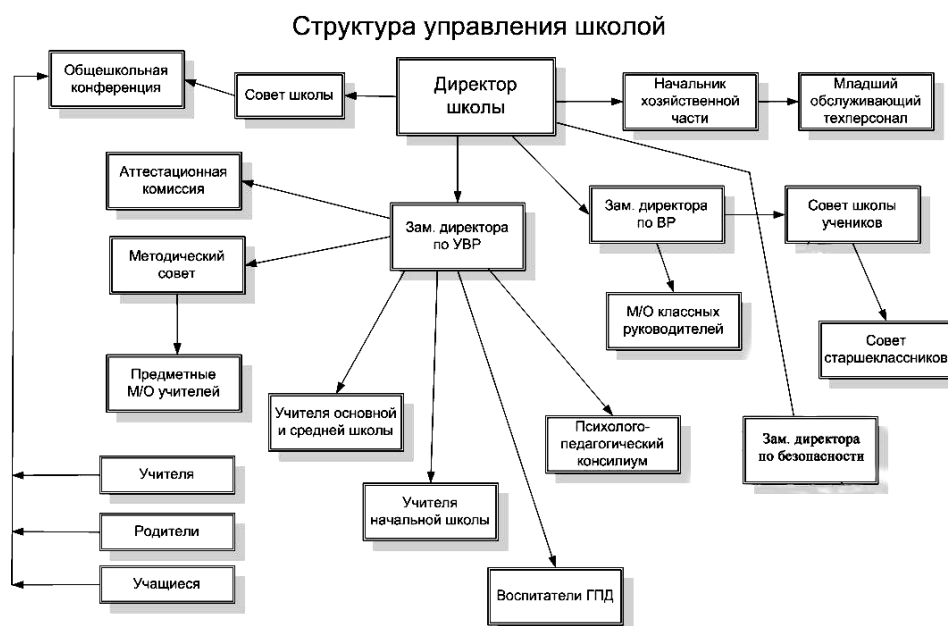 Структура управления школой
Общешкольная
конференция
Совет школы
Директор
школы
Начальник
хозяйственной
части
Младший
обслуживающий
техперсонал
Аттестационная
комиссия
Зам. директора
по УВР
Зам. директора
по ВР
Совет школы
учеников
Методический
совет
М/О классных
руководителей
Совет
старшеклассников
Предметные
М/О учителей
Учителя основной
и средней школы
Психолого-
педагогический
консилиум
Зам. директора
по безопасности
Учителя
Учителя
начальной школы
Родители
Учащиеся
Воспитатели ГПД